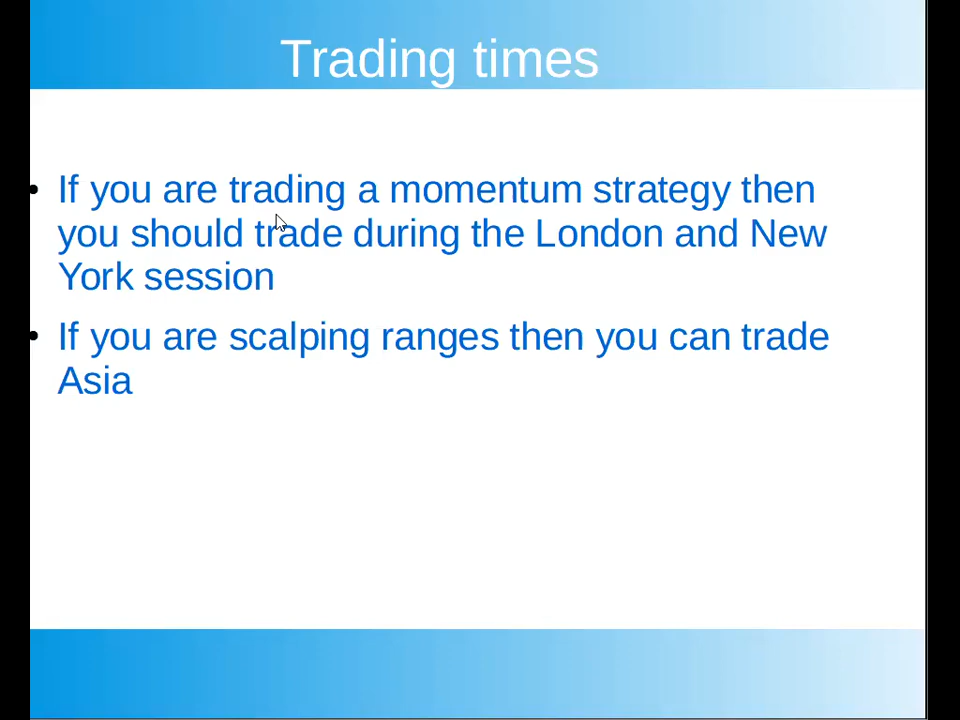 Trading times
• If you are trading a momentum strategy then
you should trade during the London and New
York session
• If you are scalping ranges then you can trade
Asia